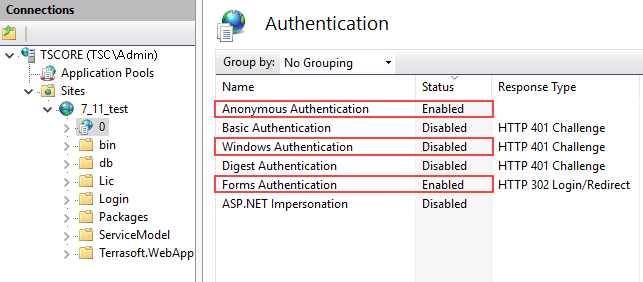 Connections
TSCORE (TSC\Admin)
Application Pools
Sites
7_11_test
0
bin
db
Lic
Login
Packages
ServiceModel
Terrasoft.WebApp
Authentication
Group by: No Grouping
Name Status Response Type
Anonymous Authentication Enabled
Basic Authentication Disabled HTTP 401 Challenge
Windows Authentication Disabled HTTP 401 Challenge
Digest Authentication Disabled HTTP 401 Challenge
Forms Authentication Enabled HTTP 302 Login/Redirect
ASP.NET Impersonation Disabled